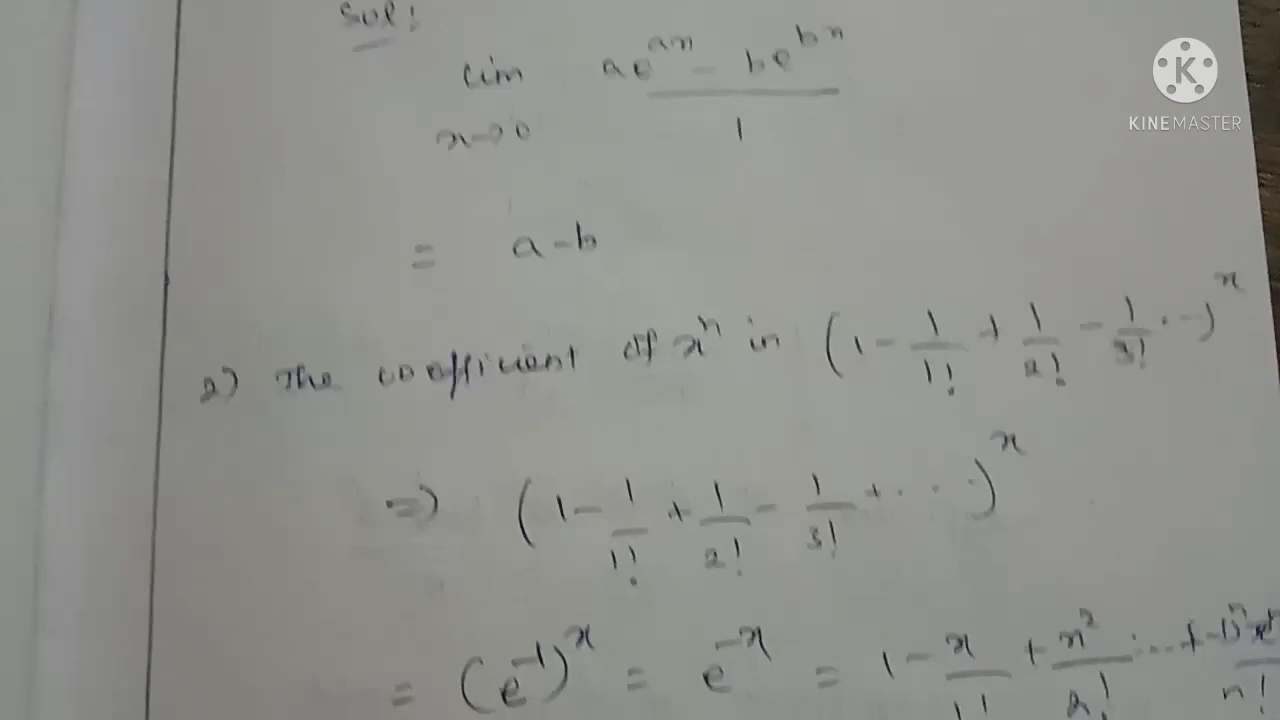 Sol:
lim ae^{ax} - be^{bx}
x→0 1
= a-b
2) The coefficient of x^n in (1 - 1/1! + 1/2! - 1/3! ...)^x
=) (1 - 1/1! + 1/2! - 1/3! + ...)^x
= (e^{-1})^x = e^{-x} = 1 - x/1! + x^2/2! ... + (-1)^n x^n/n!
KINEMASTER